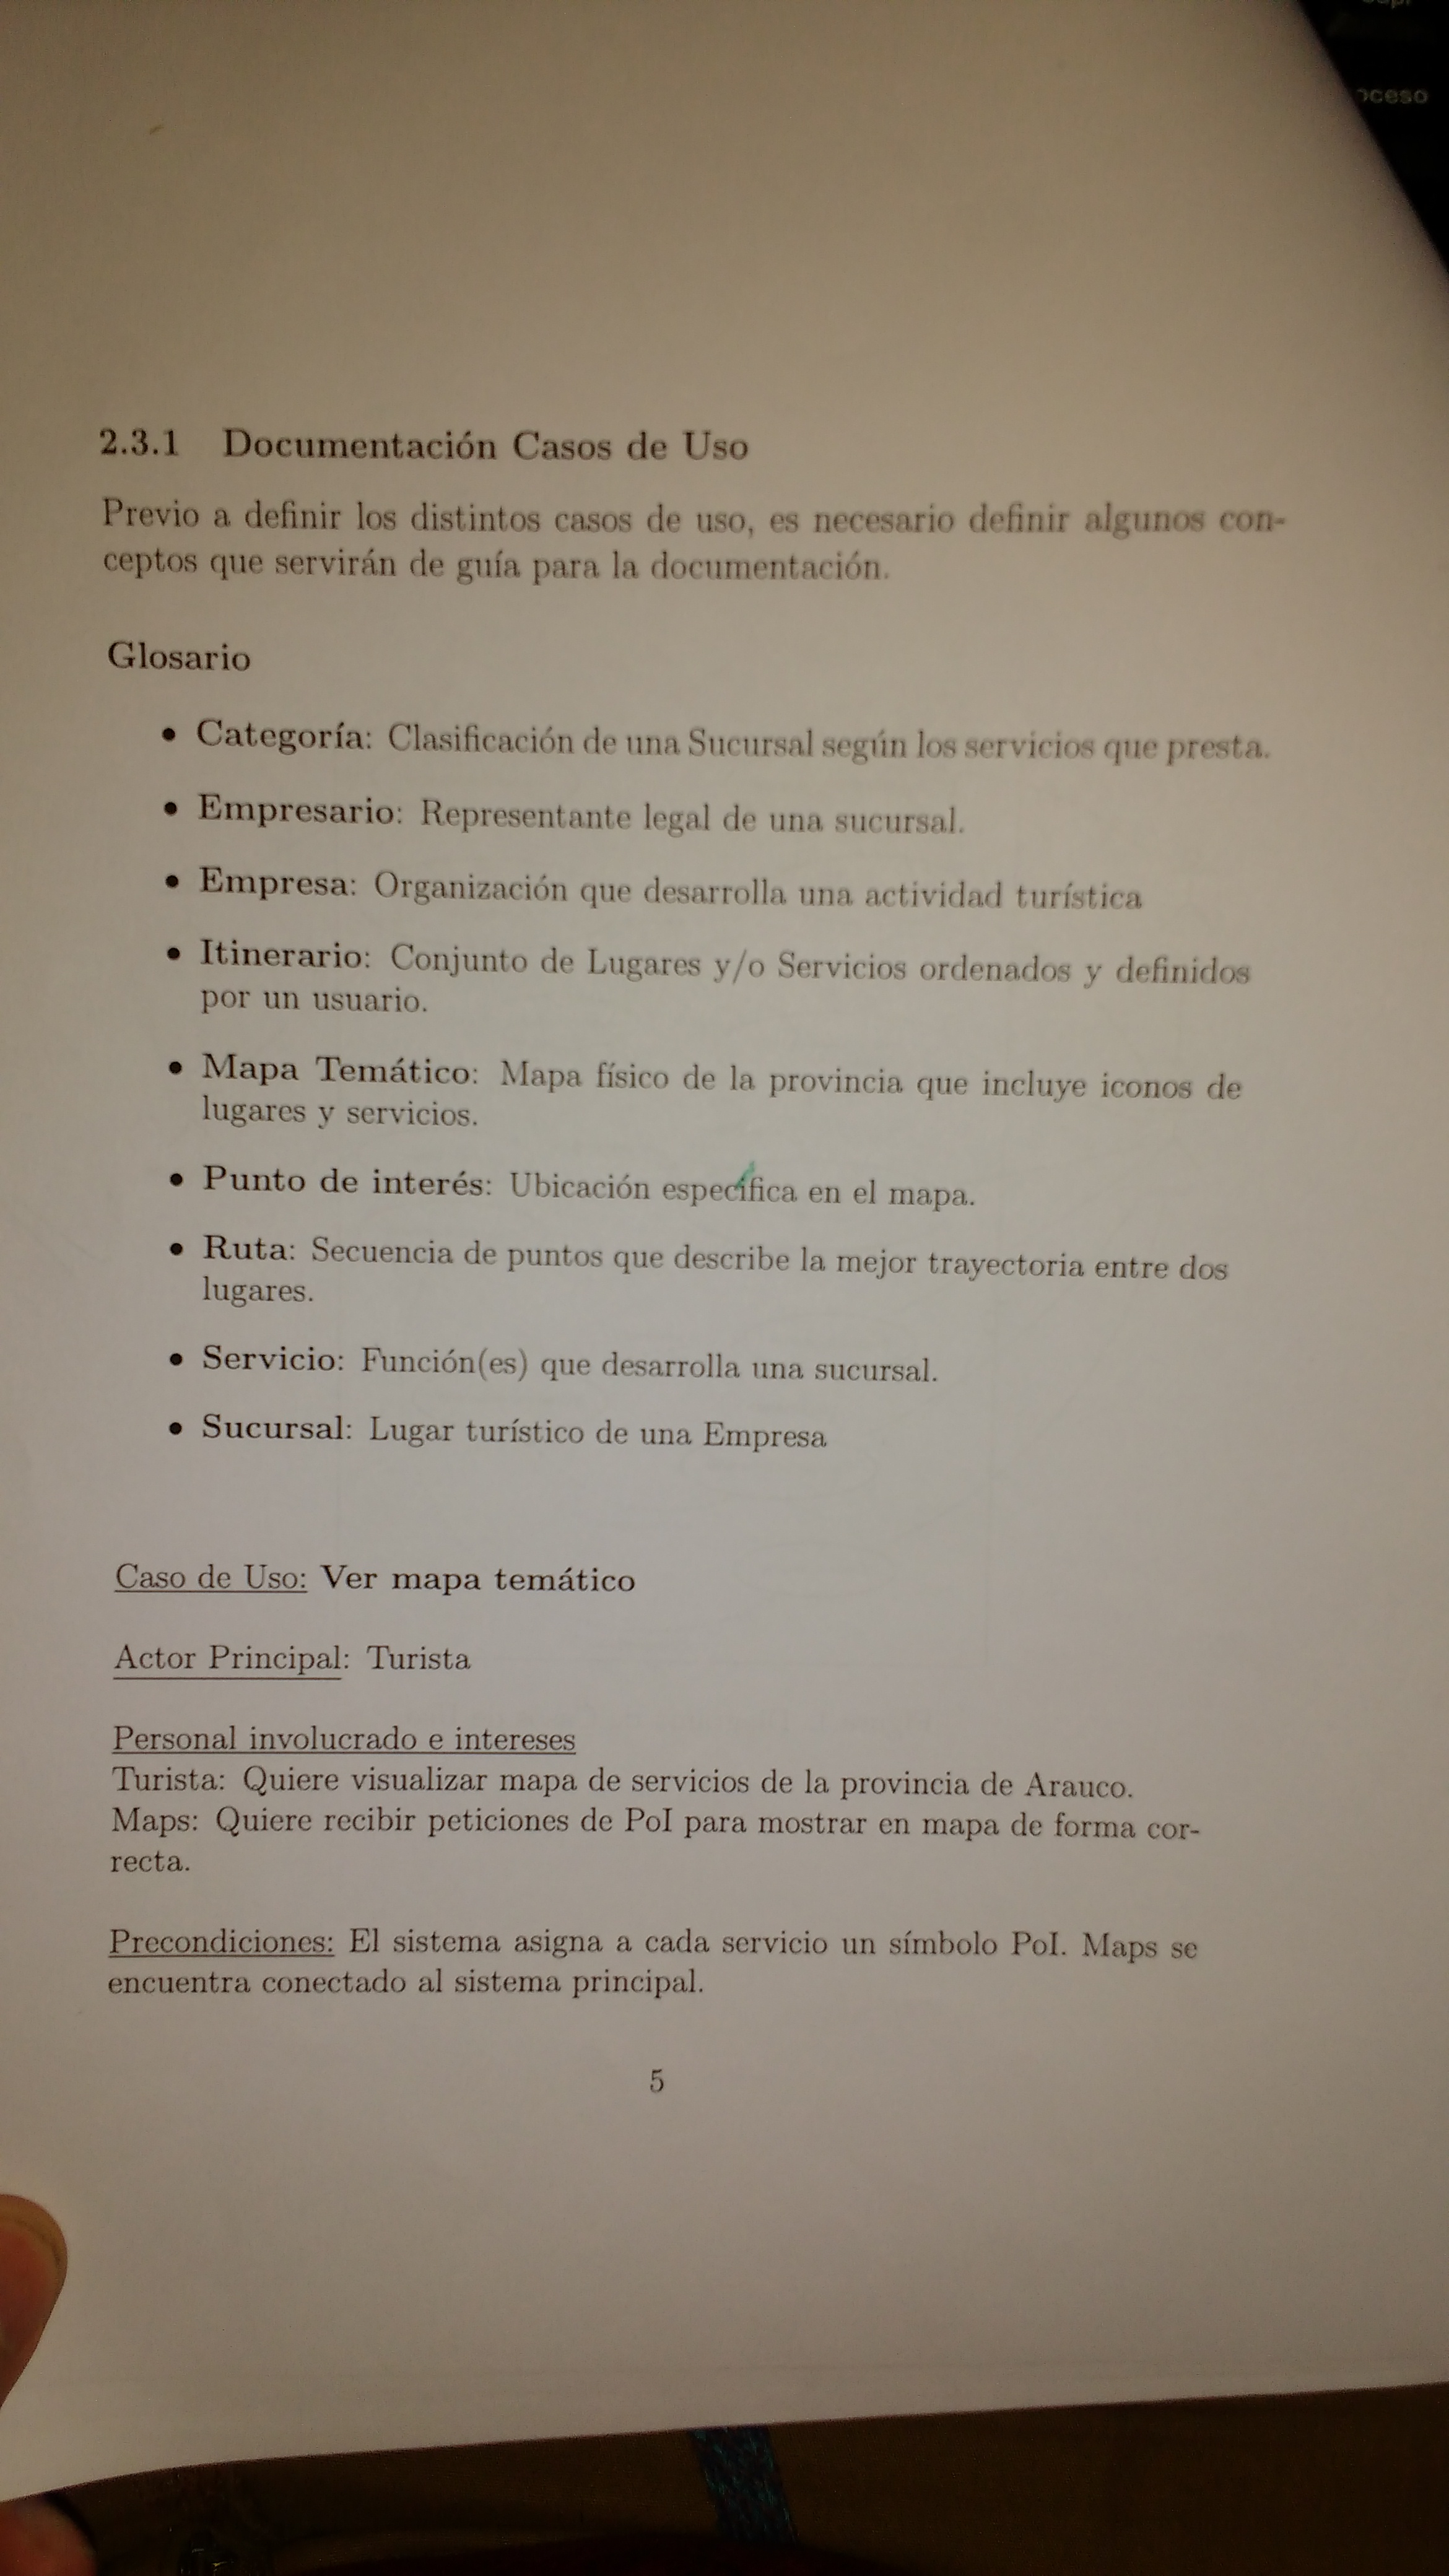 oceso
2.3.1 Documentación Casos de Uso
Previo a definir los distintos casos de uso, es necesario definir algunos con-
ceptos que servirán de guía para la documentación.
Glosario
• Categoría: Clasificación de una Sucursal según los servicios que presta.
• Empresario: Representante legal de una sucursal.
• Empresa: Organización que desarrolla una actividad turística
• Itinerario: Conjunto de Lugares y/o Servicios ordenados y definidos
por un usuario.
• Mapa Temático: Mapa físico de la provincia que incluye iconos de
lugares y servicios.
• Punto de interés: Ubicación específica en el mapa.
• Ruta: Secuencia de puntos que describe la mejor trayectoria entre dos
lugares.
• Servicio: Función(es) que desarrolla una sucursal.
• Sucursal: Lugar turístico de una Empresa
Caso de Uso: Ver mapa temático
Actor Principal: Turista
Personal involucrado e intereses
Turista: Quiere visualizar mapa de servicios de la provincia de Arauco.
Maps: Quiere recibir peticiones de PoI para mostrar en mapa de forma cor-
recta.
Precondiciones: El sistema asigna a cada servicio un símbolo PoI. Maps se
encuentra conectado al sistema principal.
5